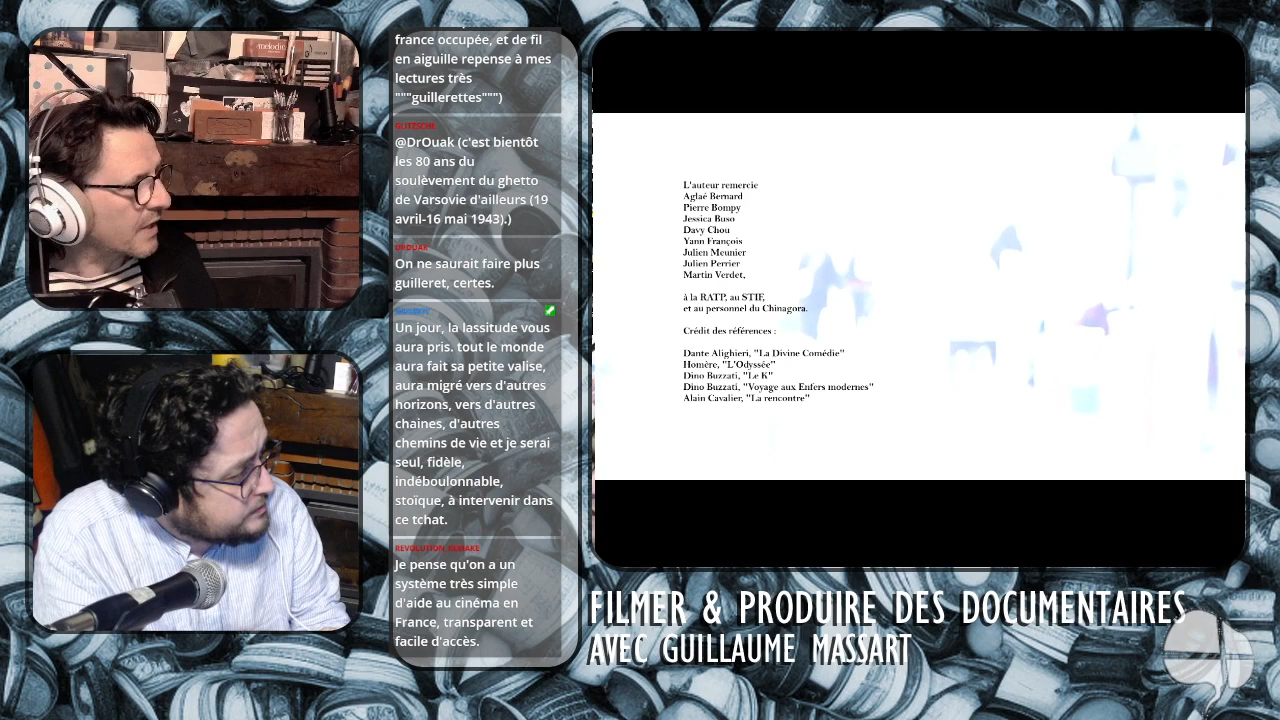 melodica
france occupée, et de fil
en aiguille repense à mes
lectures très
"""guillerettes""")
GLITZSCHE
@DrOuak (c'est bientôt
les 80 ans du
soulèvement du ghetto
de Varsovie d'ailleurs (19
avril-16 mai 1943).)
DROUAK
On ne saurait faire plus
guilleret, certes.
Un jour, la lassitude vous
aura pris. tout le monde
aura fait sa petite valise,
aura migré vers d'autres
horizons, vers d'autres
chaines, d'autres
chemins de vie et je serai
seul, fidèle,
indéboulonnable,
stoïque, à intervenir dans
ce tchat.
REVOLUTION_REMAKE
Je pense qu'on a un
système très simple
d'aide au cinéma en
France, transparent et
facile d'accès.
L'auteur remercie
Aglaé Bernard
Pierre Bompy
Jessica Buso
Davy Chou
Yann François
Julien Meunier
Julien Perrier
Martin Verdet,
à la RATP, au STIF,
et au personnel du Chinagora.
Crédit des références :
Dante Alighieri, "La Divine Comédie"
Homère, "L'Odyssée"
Dino Buzzati, "Le K"
Dino Buzzati, "Voyage aux Enfers modernes"
Alain Cavalier, "La rencontre"
FILMER & PRODUIRE DES DOCUMENTAIRES
AVEC GUILLAUME MASSART